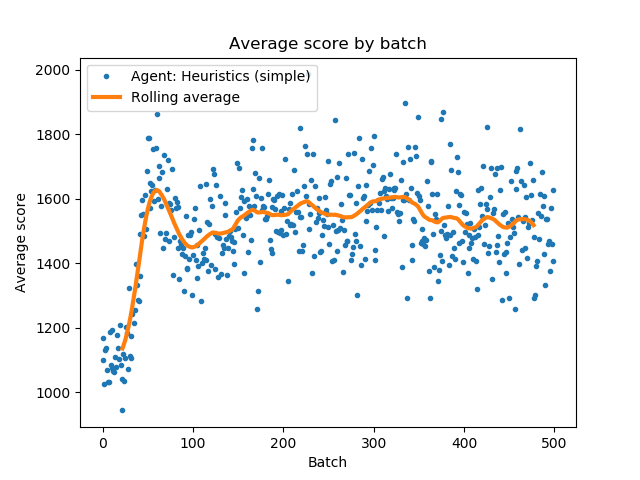 Average score by batch
Agent: Heuristics (simple)
Rolling average
Average score
2000
1800
1600
1400
1200
1000
0
100
200
300
400
500
Batch